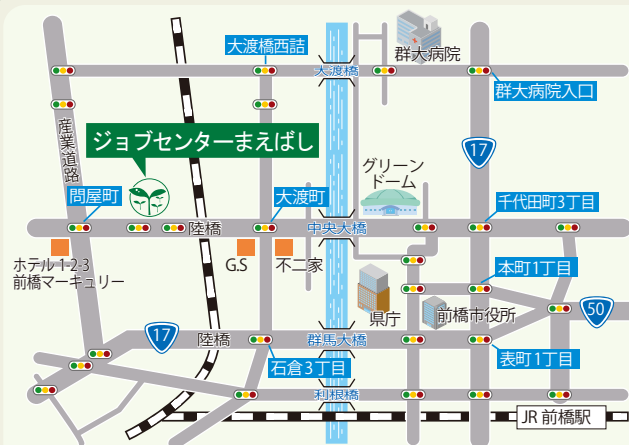 大渡橋西詰
群大病院
大渡橋
群大病院入口
産業道路
ジョブセンターまえばし
17
グリーン
ドーム
問屋町
大渡町
千代田町3丁目
陸橋
中央大橋
ホテル 1-2-3
前橋マーキュリー
G.S
不二家
本町1丁目
県庁
前橋市役所
50
17
陸橋
群馬大橋
石倉3丁目
表町1丁目
利根橋
JR 前橋駅